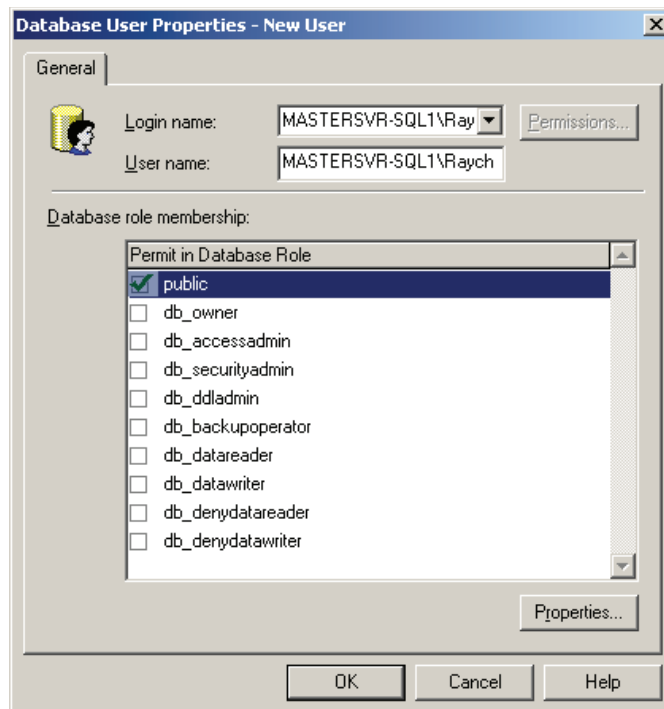 Database User Properties - New User
General
Login name: MASTERSVR-SQL1\Ray Permissions...
User name: MASTERSVR-SQL1\Raych
Database role membership:
Permit in Database Role
public
db_owner
db_accessadmin
db_securityadmin
db_ddladmin
db_backupoperator
db_datareader
db_datawriter
db_denydatareader
db_denydatawriter
Properties...
OK Cancel Help